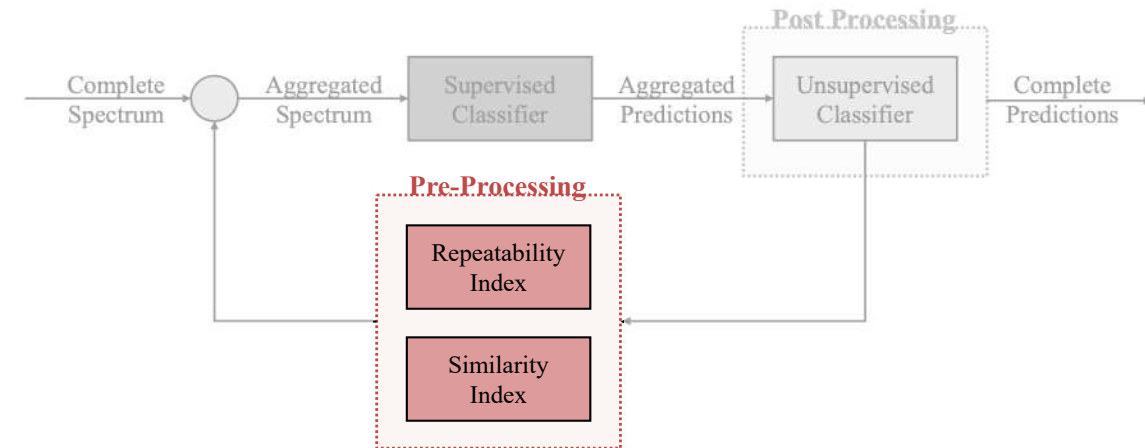 Post Processing
Complete
Spectrum
Aggregated
Spectrum
Supervised
Classifier
Aggregated
Predictions
Unsupervised
Classifier
Complete
Predictions
Pre-Processing
Repeatability
Index
Similarity
Index